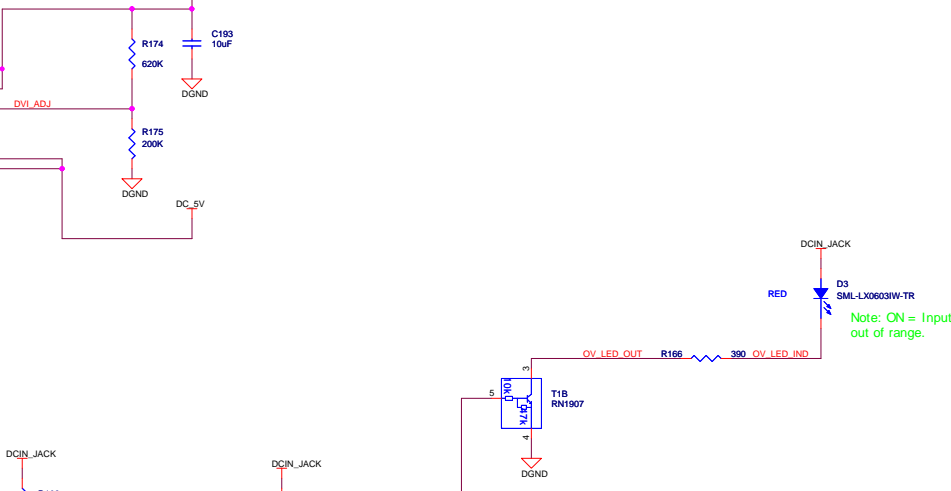 R174
620K
C193
10uF
DGND
DVI_ADJ
R175
200K
DGND
DC_5V
DCIN_JACK
RED
D3
SML-LX0603IW-TR
Note: ON = Input
out of range.
OV_LED_OUT
R166
390
OV_LED_IND
3
10k
5
47k
T1B
RN1907
4
DGND
DCIN_JACK
DCIN_JACK